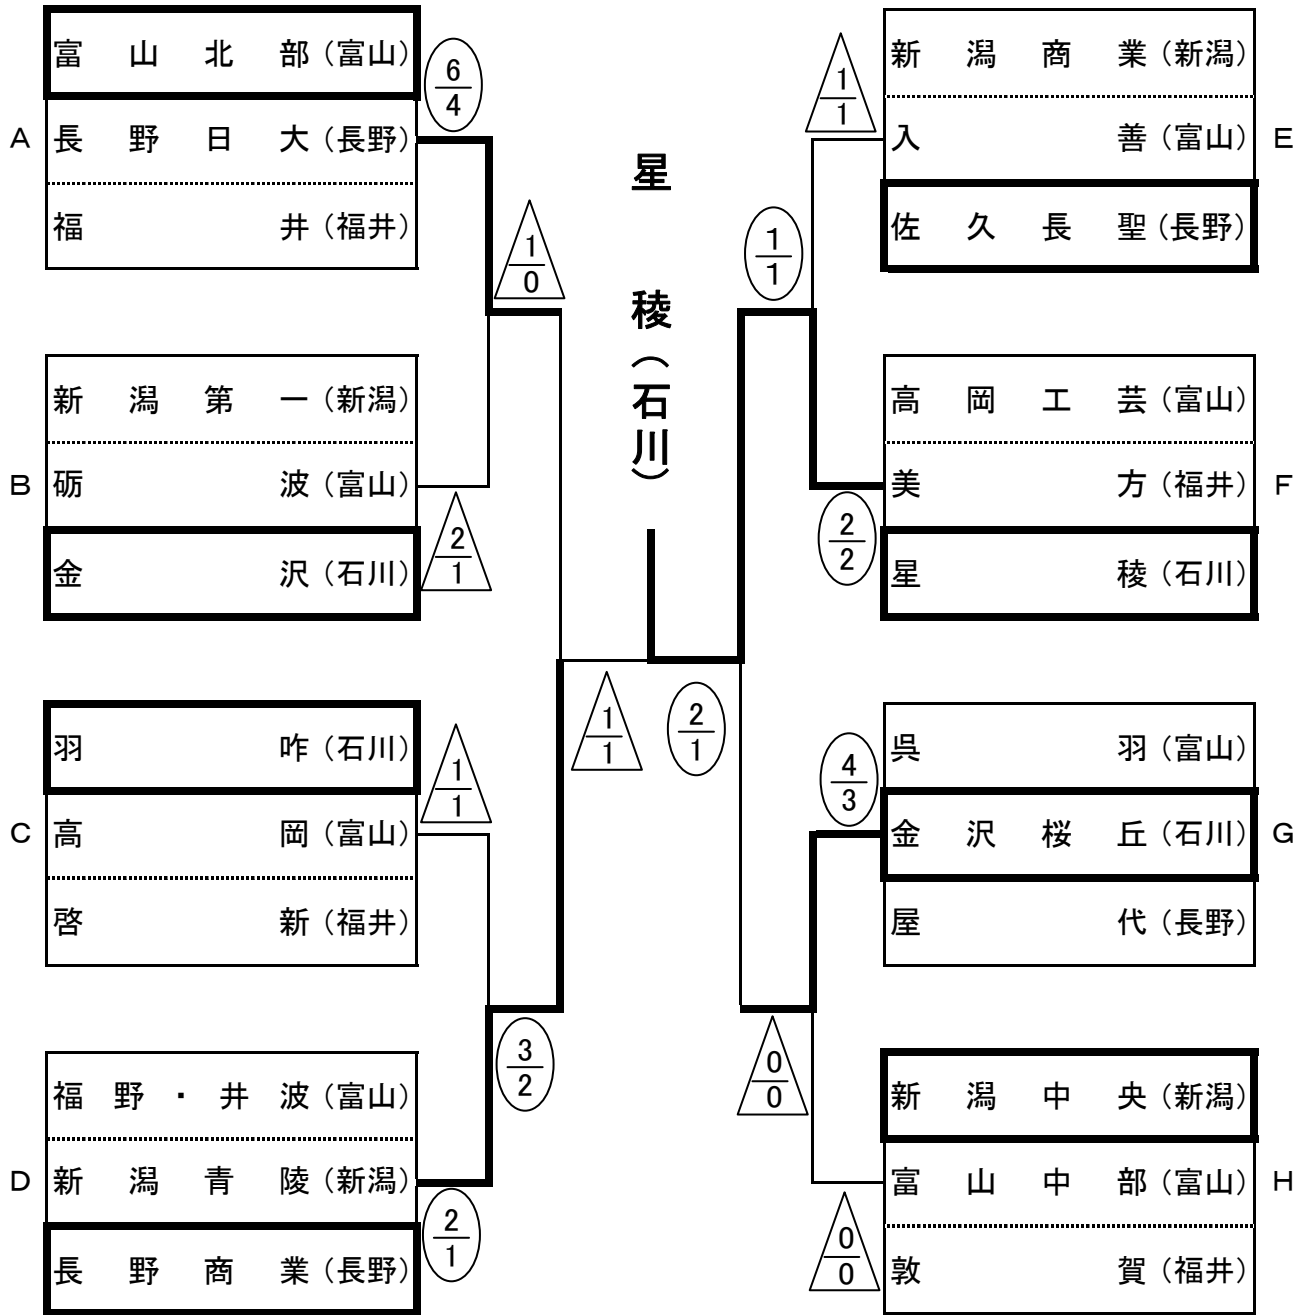 富山北部（富山）
A 長野日大（長野）
福井（福井）
6/4
1/0
新潟第一（新潟）
B 砺波（富山）
金沢（石川）
2/1
羽咋（石川）
C 高岡（富山）
啓新（福井）
1/1
3/2
福野・井波（富山）
D 新潟青陵（新潟）
長野商業（長野）
2/1
星稜（石川）
1/1
2/1
新潟商業（新潟）
入善（富山） E
佐久長聖（長野）
1/1
1/1
高岡工芸（富山）
美方（福井） F
星稜（石川）
2/2
呉羽（富山）
金沢桜丘（石川） G
屋代（長野）
4/3
0/0
新潟中央（新潟）
富山中部（富山） H
敦賀（福井）
0/0